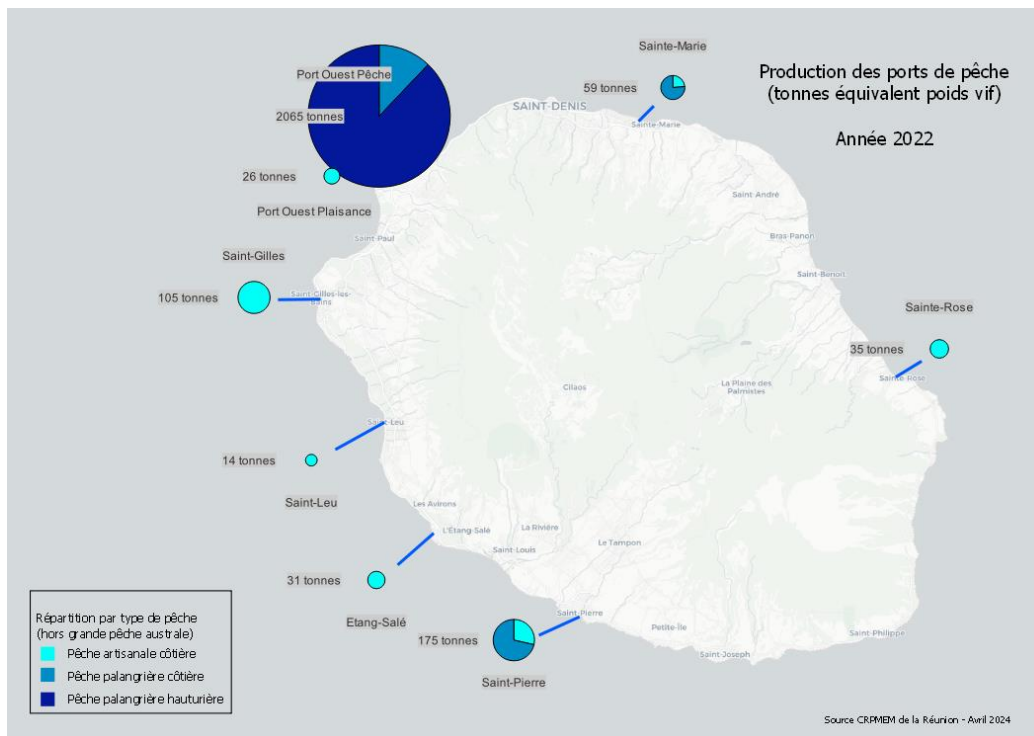 Production des ports de pêche
(tonnes équivalent poids vif)
Année 2022
Port Ouest Pêche
2065 tonnes
26 tonnes
Port Ouest Plaisance
Sainte-Marie
59 tonnes
SAINT-DENIS
Sainte-Marie
Saint-André
Bras-Panon
Saint-Benoît
Saint-Paul
Saint-Gilles
105 tonnes
Saint-Gilles-les-
Bains
Sainte-Rose
35 tonnes
Sainte-Rose
Cilaos
La Plaine des
Palmistes
Saint-Leu
14 tonnes
Saint-Leu
Les Avirons
L'Étang-Salé
La Rivière
Saint-Louis
Le Tampon
31 tonnes
Etang-Salé
Saint-Pierre
175 tonnes
Saint-Pierre
Petite-Île
Saint-Joseph
Saint-Philippe
Répartition par type de pêche
(hors grande pêche australe)
Pêche artisanale côtière
Pêche palangrière côtière
Pêche palangrière hauturière
Source CRPMEM de la Réunion - Avril 2024